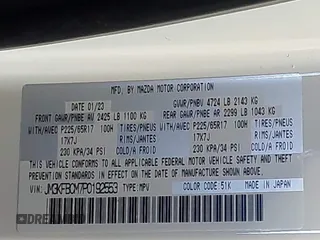 MFD. BY MAZDA MOTOR CORPORATION
DATE 01/23 GVWR/PNBV 4724 LB 2143 KG
FRONT GAWR/PNBE AV 2425 LB 1100 KG REAR GAWR/PNBE AR 2299 LB 1043 KG
WITH/AVEC P225/65R17 TIRES/PNEUS WITH/AVEC P225/65R17 TIRES/PNEUS
17X7J RIMS/JANTES 17X7J RIMS/JANTES
230 KPA/34 PSI COLD/A FROID 230 KPA/34 PSI COLD/A FROID
THIS VEHICLE CONFORMS TO ALL APPLICABLE FEDERAL MOTOR VEHICLE SAFETY
AND THEFT PREVENTION STANDARDS IN EFFECT ON THE
DATE OF MANUFACTURE SHOWN ABOVE.
VIN: JM3KFBCM7P0192553 TYPE: MPV
COLOR CODE 51K MADE IN JAPAN